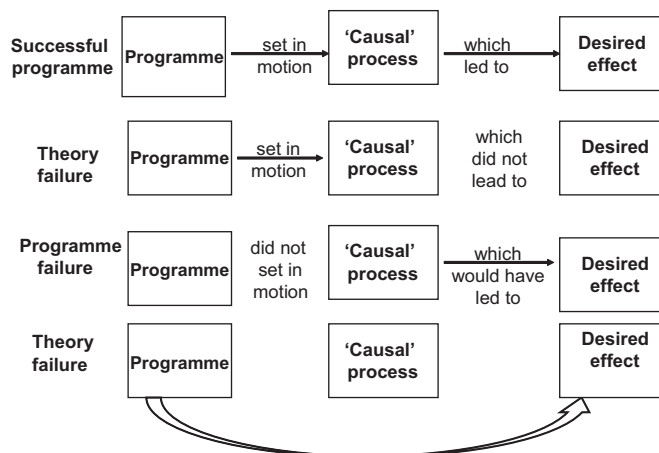 Successful
programme
Programme
set in
motion
‘Causal’
process
which
led to
Desired
effect
Theory
failure
Programme
set in
motion
‘Causal’
process
which
did not
lead to
Desired
effect
Programme
failure
Programme
did not
set in
motion
‘Causal’
process
which
would have
led to
Desired
effect
Theory
failure
Programme
‘Causal’
process
Desired
effect